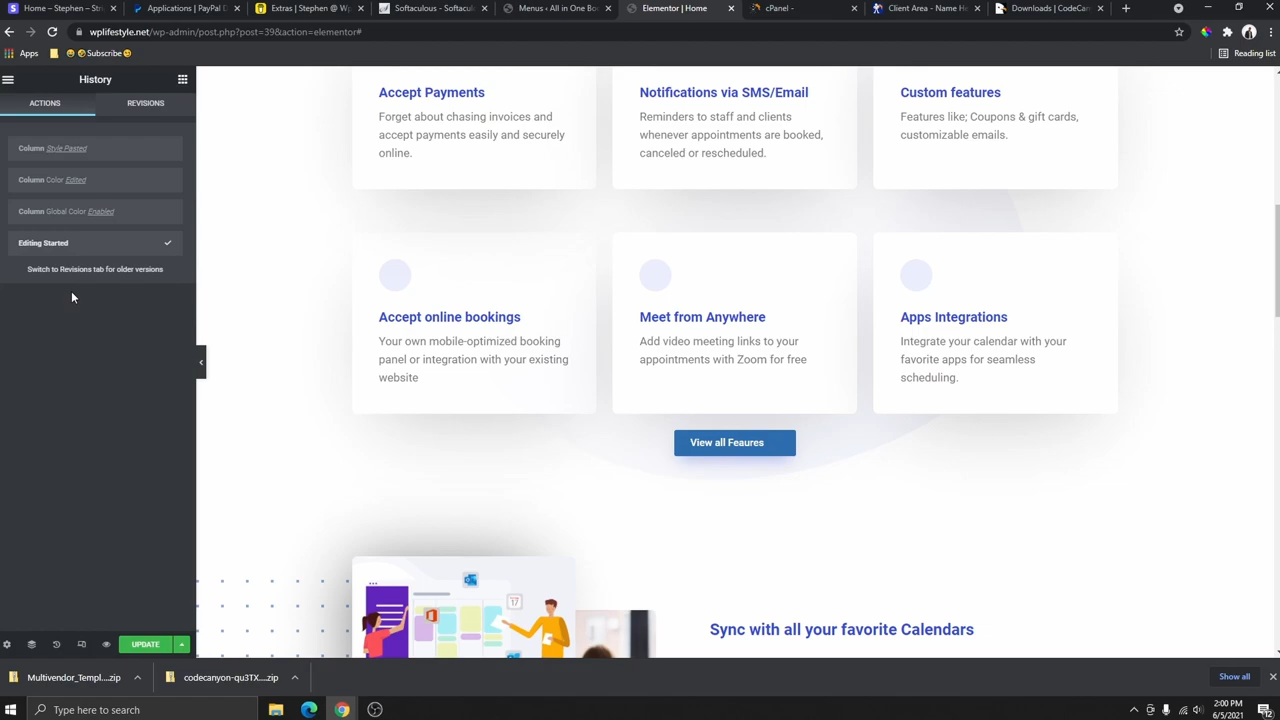 Home – Stephen – Stri
Applications | PayPal D
Extras | Stephen @ Wp
Softaculous - Softacul
Menus ‹ All in One Bo
Elementor | Home
cPanel -
Client Area - Name He
Downloads | CodeCan
wplifestyle.net/wp-admin/post.php?post=39&action=elementor#
Apps
Subscribe
Reading list
History
ACTIONS
REVISIONS
Column Style Pasted
Column Color Edited
Column Global Color Enabled
Editing Started
Switch to Revisions tab for older versions
UPDATE
Accept Payments
Forget about chasing invoices and
accept payments easily and securely
online.
Notifications via SMS/Email
Reminders to staff and clients
whenever appointments are booked,
canceled or rescheduled.
Custom features
Features like; Coupons & gift cards,
customizable emails.
Accept online bookings
Your own mobile-optimized booking
panel or integration with your existing
website
Meet from Anywhere
Add video meeting links to your
appointments with Zoom for free
Apps Integrations
Integrate your calendar with your
favorite apps for seamless
scheduling.
View all Feaures
17
Sync with all your favorite Calendars
Multivendor_Templ....zip
codecanyon-qu3TX....zip
Show all
Type here to search
2:00 PM
6/5/2021